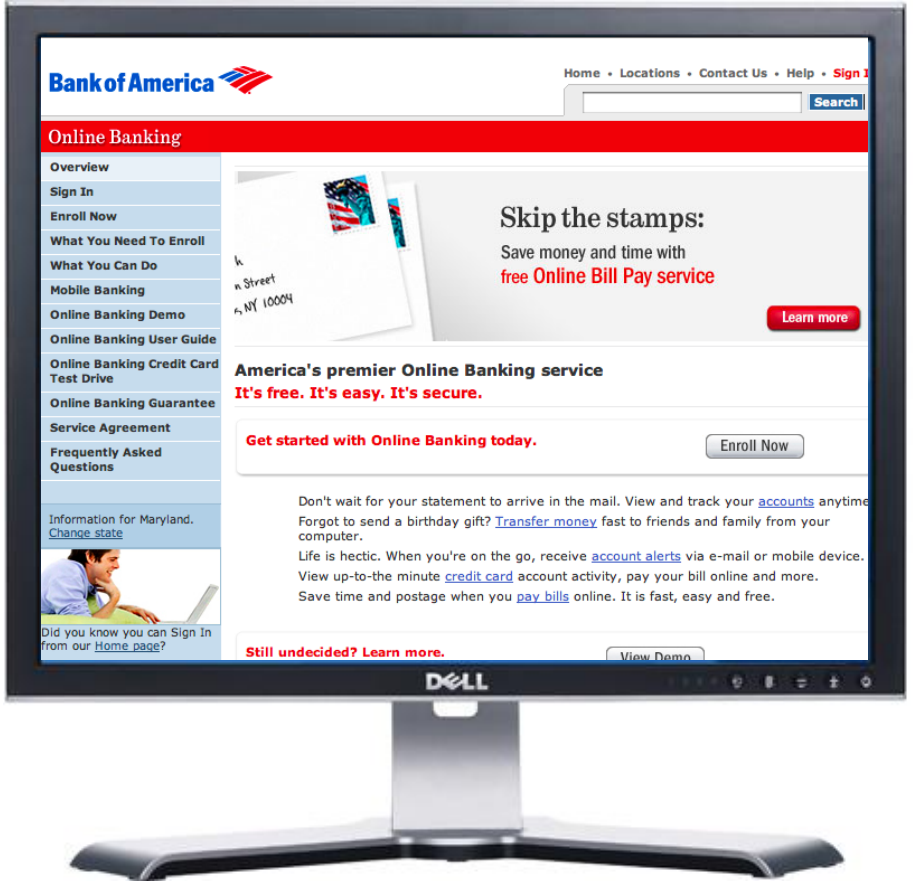 Bank of America
Home • Locations • Contact Us • Help • Sign I
Search
Online Banking
Overview
Sign In
Enroll Now
What You Need To Enroll
What You Can Do
Mobile Banking
Online Banking Demo
Online Banking User Guide
Online Banking Credit Card
Test Drive
Online Banking Guarantee
Service Agreement
Frequently Asked
Questions
Information for Maryland.
Change state
Did you know you can Sign In
from our Home page?
h
n Street
, NY 10004
Skip the stamps:
Save money and time with
free Online Bill Pay service
Learn more
America's premier Online Banking service
It's free. It's easy. It's secure.
Get started with Online Banking today.
Enroll Now
Don't wait for your statement to arrive in the mail. View and track your accounts anytime
Forgot to send a birthday gift? Transfer money fast to friends and family from your
computer.
Life is hectic. When you're on the go, receive account alerts via e-mail or mobile device.
View up-to-the minute credit card account activity, pay your bill online and more.
Save time and postage when you pay bills online. It is fast, easy and free.
Still undecided? Learn more.
View Demo
DELL